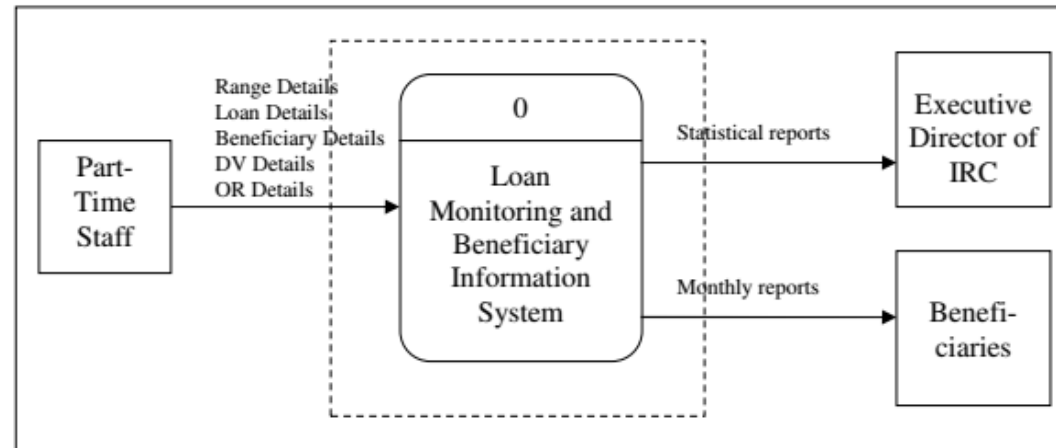 Part-
Time
Staff
Range Details
Loan Details
Beneficiary Details
DV Details
OR Details
0
Loan
Monitoring and
Beneficiary
Information
System
Statistical reports
Executive
Director of
IRC
Monthly reports
Benefi-
ciaries